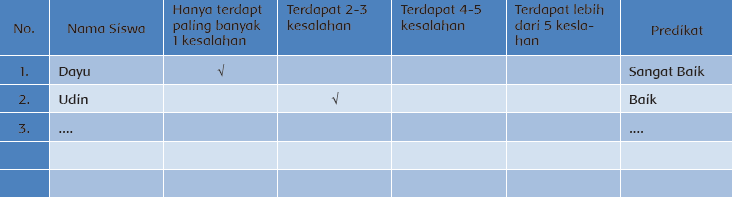 No. Nama Siswa Hanya terdapt paling banyak 1 kesalahan Terdapat 2-3 kesalahan Terdapat 4-5 kesalahan Terdapat lebih dari 5 kesla-han Predikat
1. Dayu √ Sangat Baik
2. Udin √ Baik
3. .... ....